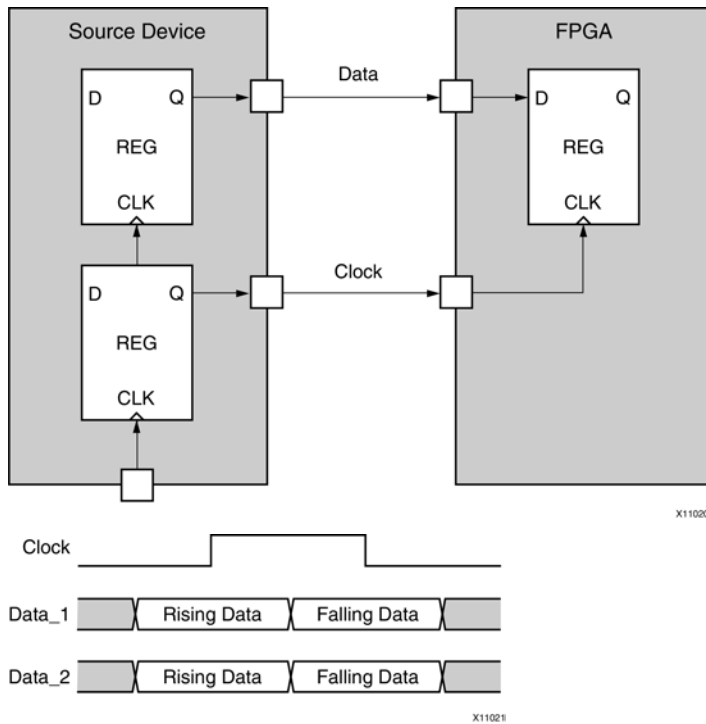 Source Device
FPGA
Data
D Q
REG
CLK
D Q
REG
CLK
Clock
D Q
REG
CLK
X11020
Clock
Data_1 Rising Data Falling Data
Data_2 Rising Data Falling Data
X11021